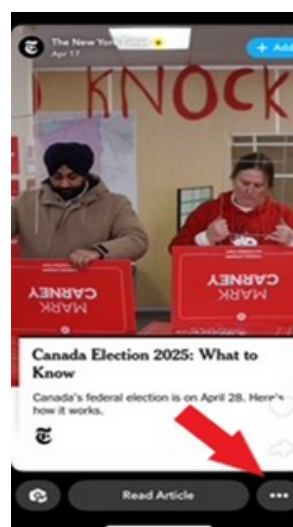 The New York Times
Apr 17
+ Add
KNOCK
MARK
CARNEY
MARK
CARNEY
Canada Election 2025: What to
Know
Canada's federal election is on April 28. Here's
how it works.
Read Article